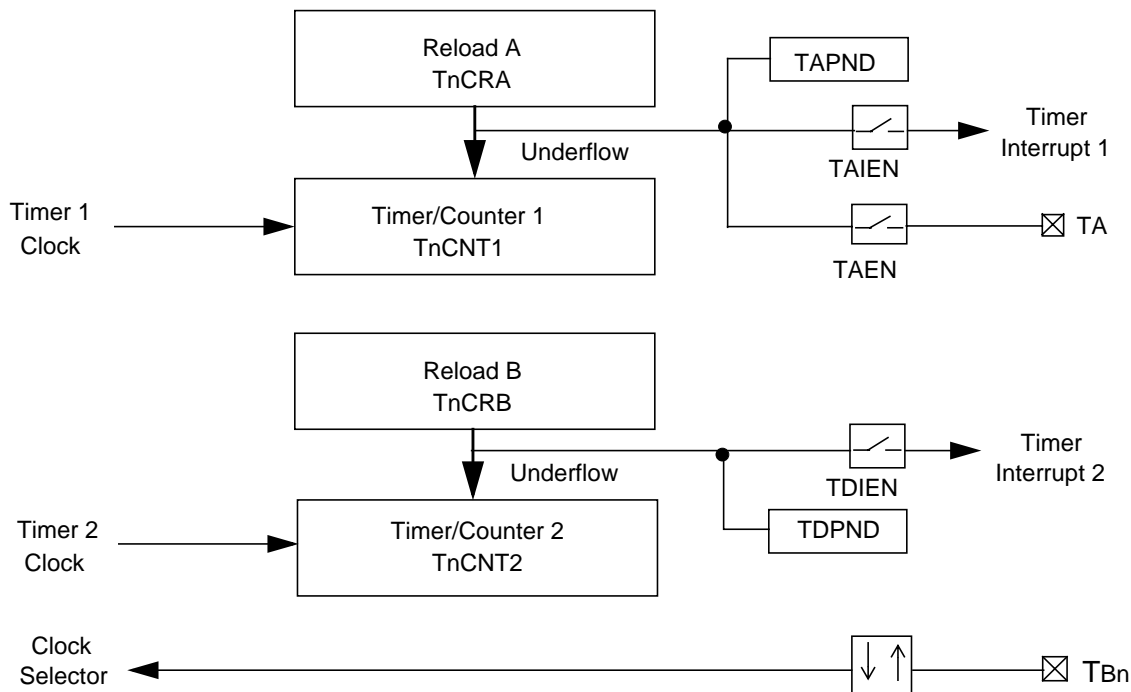 Reload A
TnCRA
TAPND
Timer
Interrupt 1
Underflow
TAIEN
Timer 1
Clock
Timer/Counter 1
TnCNT1
TA
TAEN
Reload B
TnCRB
Timer
Interrupt 2
Underflow
TDIEN
Timer 2
Clock
Timer/Counter 2
TnCNT2
TDPND
Clock
Selector
TBn